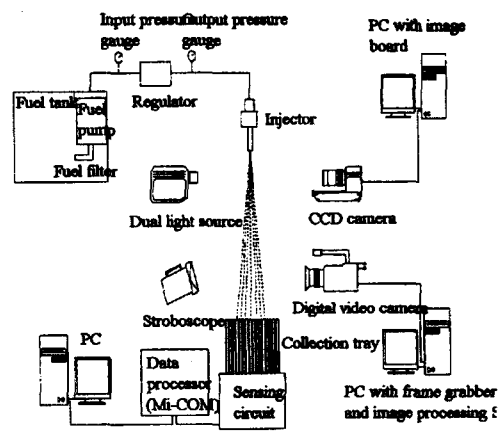 Input pressure Output pressure
gauge gauge
PC with image
board
Fuel tank
Fuel
pump
Regulator
Injector
Fuel filter
Dual light source
CCD camera
Stroboscope
Digital video camera
PC
Collection tray
Data
processor
(Mi-COM)
Sensing
circuit
PC with frame grabber
and image processing S